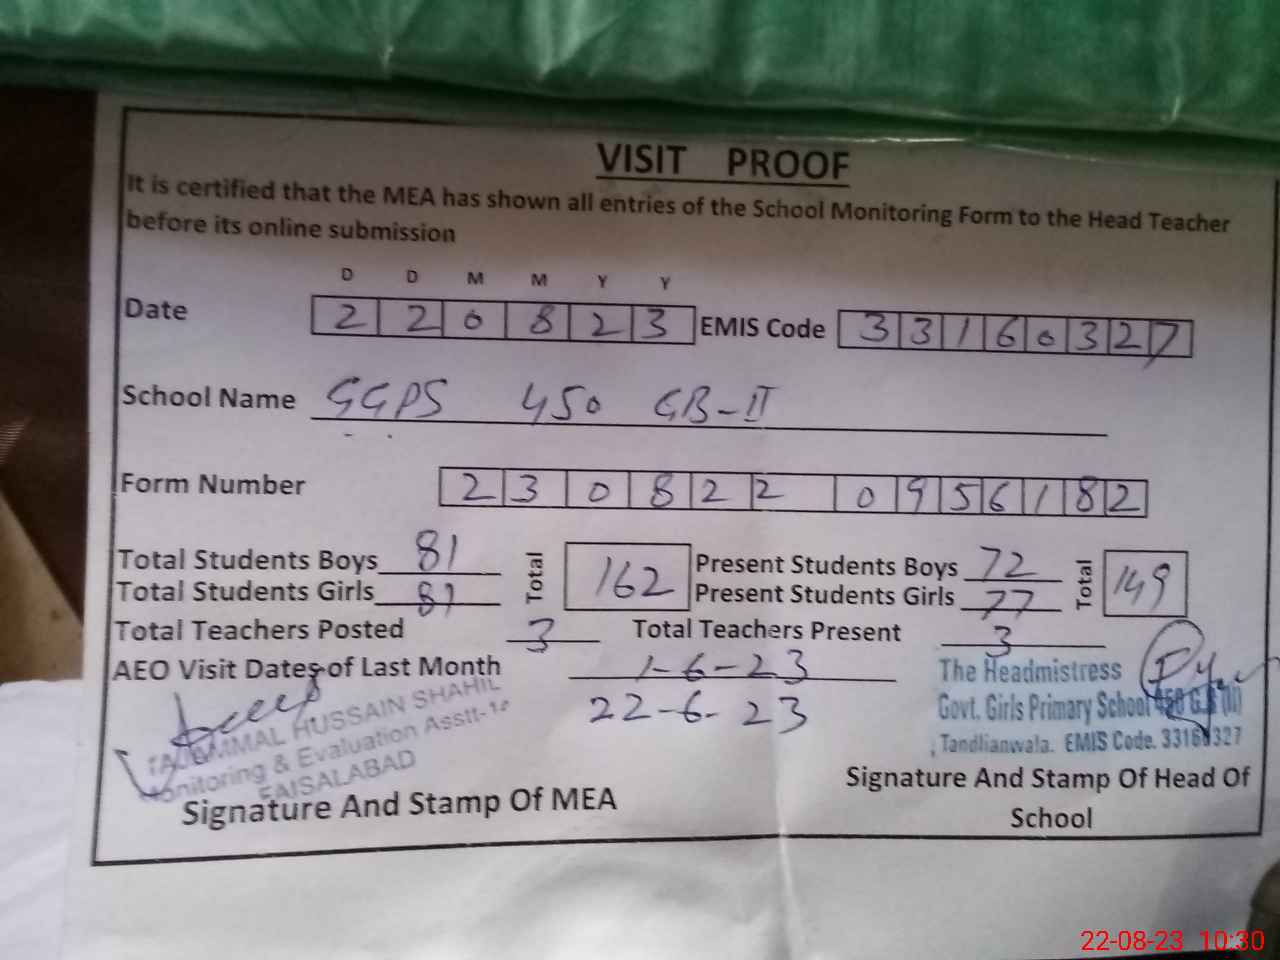 VISIT PROOF
It is certified that the MEA has shown all entries of the School Monitoring Form to the Head Teacher
before its online submission
D D M M Y Y
Date 2 2 0 8 2 3 EMIS Code 3 3 1 6 0 3 2 7
School Name GGPS 450 GB-II
Form Number 2 3 0 8 2 2 0 9 5 6 1 8 2
Total Students Boys 81 Total 162 Present Students Boys 72 Total 149
Total Students Girls 81 Present Students Girls 77
Total Teachers Posted 3 Total Teachers Present 3
AEO Visit Dates of Last Month 1-6-23
22-6-23
The Headmistress
Govt. Girls Primary School 450 G.B (II)
Tandlianwala. EMIS Code. 33160327
HUSSAIN SHAHIL
Monitoring & Evaluation Asstt-
FAISALABAD
Signature And Stamp Of MEA
Signature And Stamp Of Head Of
School
22-08-23 10:30